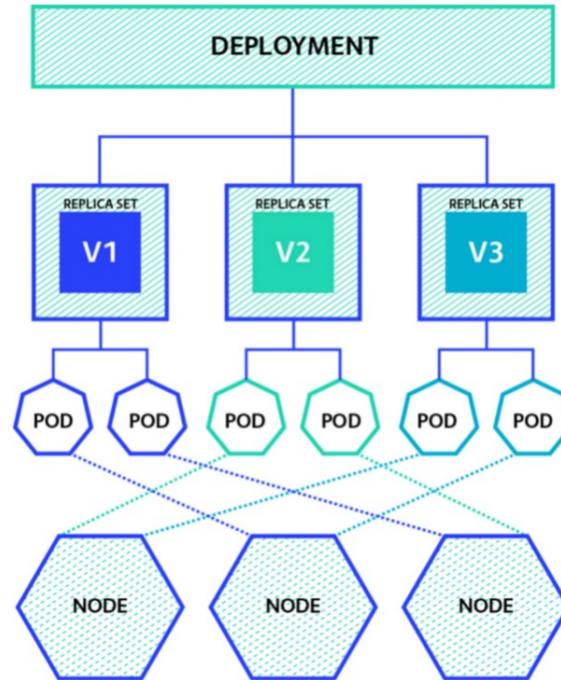 DEPLOYMENT
REPLICA SET
V1
REPLICA SET
V2
REPLICA SET
V3
POD
POD
POD
POD
POD
POD
NODE
NODE
NODE